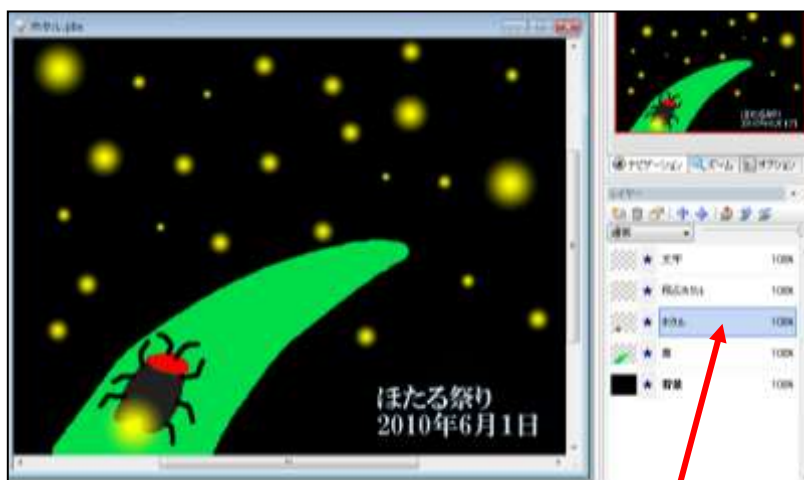 ほたる祭り
2010年6月1日
ナビゲーション ズーム オプション
レイヤー
通常
文字 100%
100%
ホタル 100%
100%
背景 100%